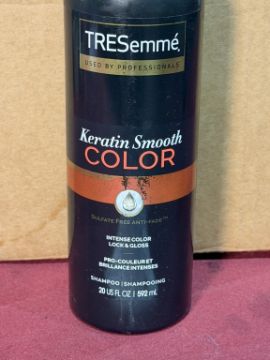 TRESemmé
USED BY PROFESSIONALS
Keratin Smooth
COLOR
SULFATE FREE ANTI-FADE™
INTENSE COLOR
LOCK & GLOSS
PRO-COULEUR ET
BRILLANCE INTENSES
SHAMPOO | SHAMPOOING
20 US FL OZ | 592 mL